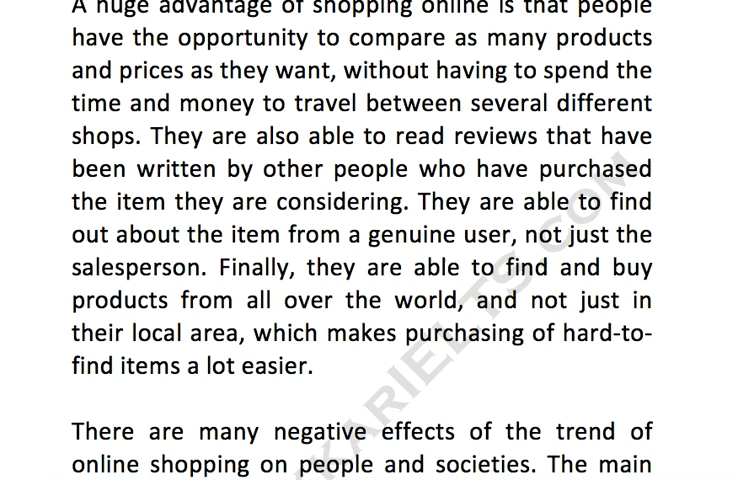 A huge advantage of shopping online is that people
have the opportunity to compare as many products
and prices as they want, without having to spend the
time and money to travel between several different
shops. They are also able to read reviews that have
been written by other people who have purchased
the item they are considering. They are able to find
out about the item from a genuine user, not just the
salesperson. Finally, they are able to find and buy
products from all over the world, and not just in
their local area, which makes purchasing of hard-to-
find items a lot easier.
There are many negative effects of the trend of
online shopping on people and societies. The main
KARIELTS.COM